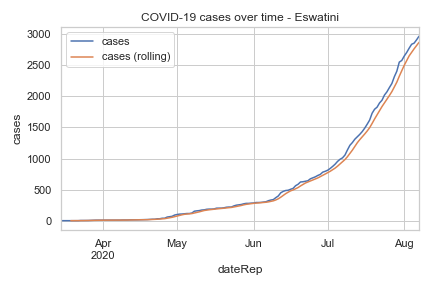 COVID-19 cases over time - Eswatini
cases
cases (rolling)
3000
2500
2000
1500
1000
500
0
cases
Apr
2020
May
Jun
Jul
Aug
dateRep